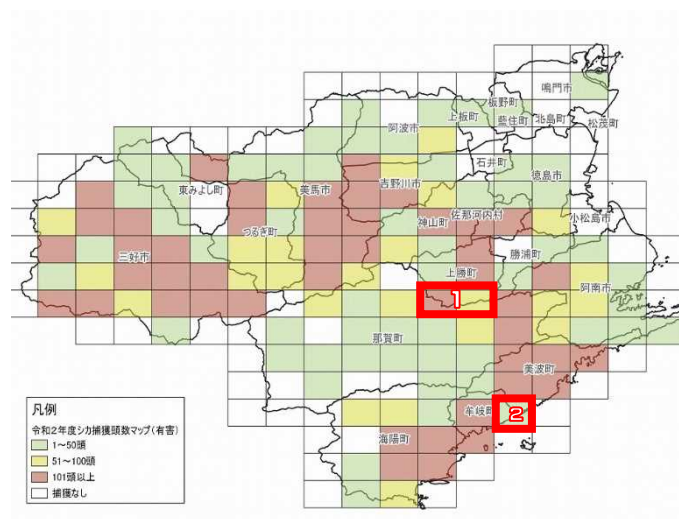 鳴門市
板野町
上板町
藍住町
北島町
松茂町
阿波市
石井町
徳島市
東みよし町
美馬市
吉野川市
神山町
佐那河内村
小松島市
つるぎ町
三好市
勝浦町
上勝町
阿南市
1
那賀町
美波町
牟岐町
2
海陽町
凡例
令和2年度シカ捕獲頭数マップ(有害)
1~50頭
51~100頭
101頭以上
捕獲なし